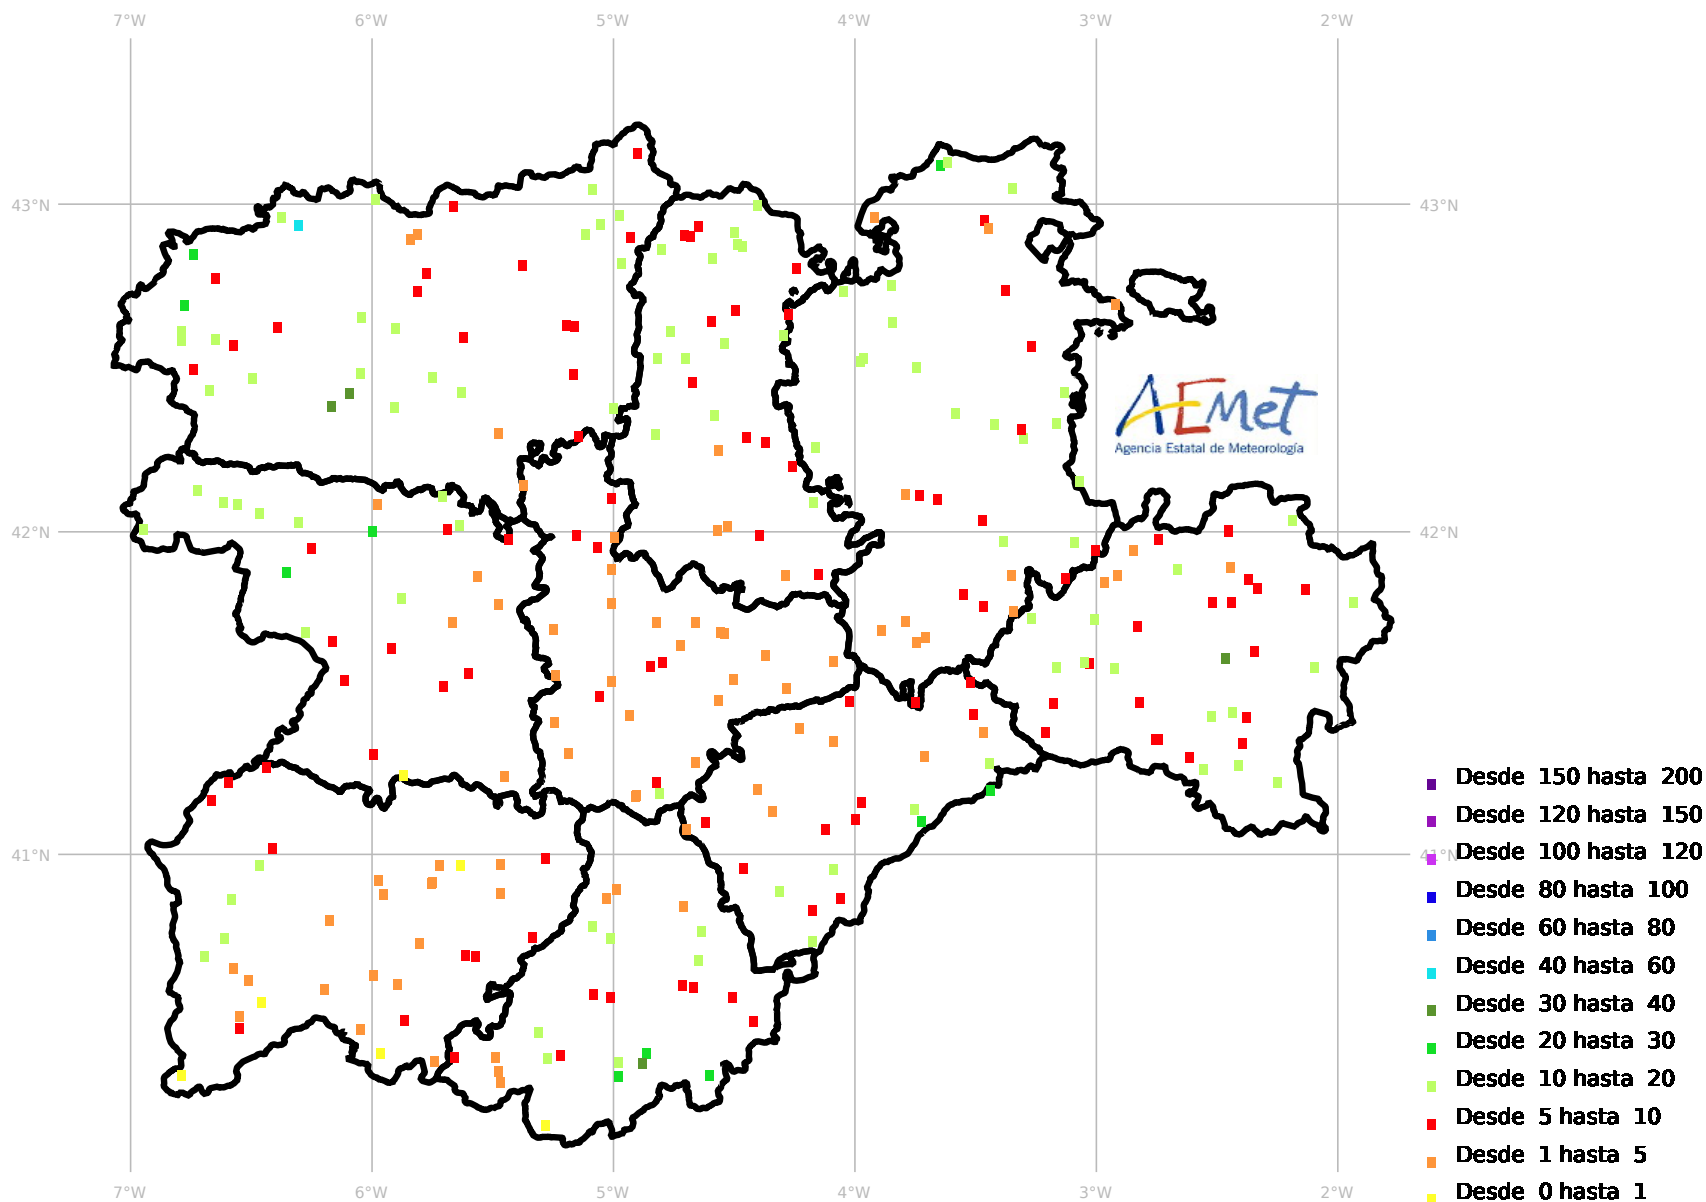 7°W 6°W 5°W 4°W 3°W 2°W
43°N 43°N
AEMet
Agencia Estatal de Meteorología
42°N 42°N
Desde 150 hasta 200
Desde 120 hasta 150
41°N 41°N
Desde 100 hasta 120
Desde 80 hasta 100
Desde 60 hasta 80
Desde 40 hasta 60
Desde 30 hasta 40
Desde 20 hasta 30
Desde 10 hasta 20
Desde 5 hasta 10
Desde 1 hasta 5
Desde 0 hasta 1
7°W 6°W 5°W 4°W 3°W 2°W